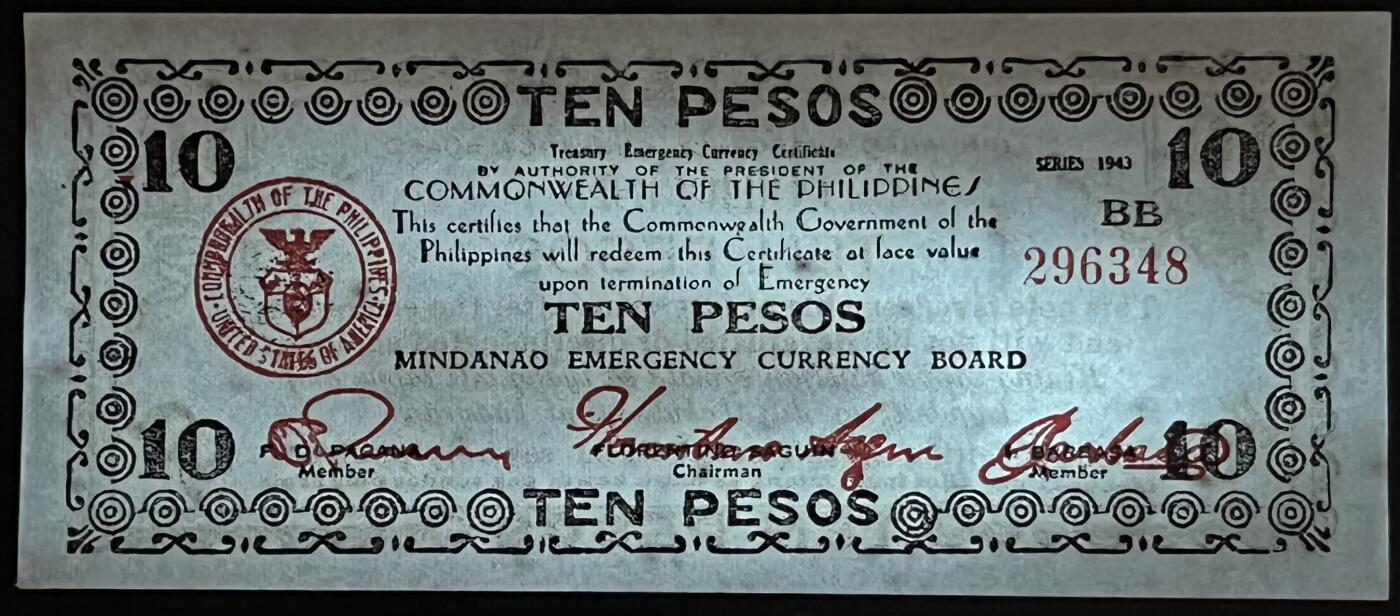 TEN PESOS
10
10
Treasury Emergency Currency Certificate
BY AUTHORITY OF THE PRESIDENT OF THE
COMMONWEALTH OF THE PHILIPPINES
SERIES 1943
BB
296348
COMMONWEALTH OF THE PHILIPPINES
UNITED STATES OF AMERICA
This certifies that the Commonwealth Government of the
Philippines will redeem this Certificate at face value
upon termination of Emergency
TEN PESOS
MINDANAO EMERGENCY CURRENCY BOARD
10
P. D. PACANA
Member
FLORENTINO SAGUIN
Chairman
BARBASA
Member
10
TEN PESOS